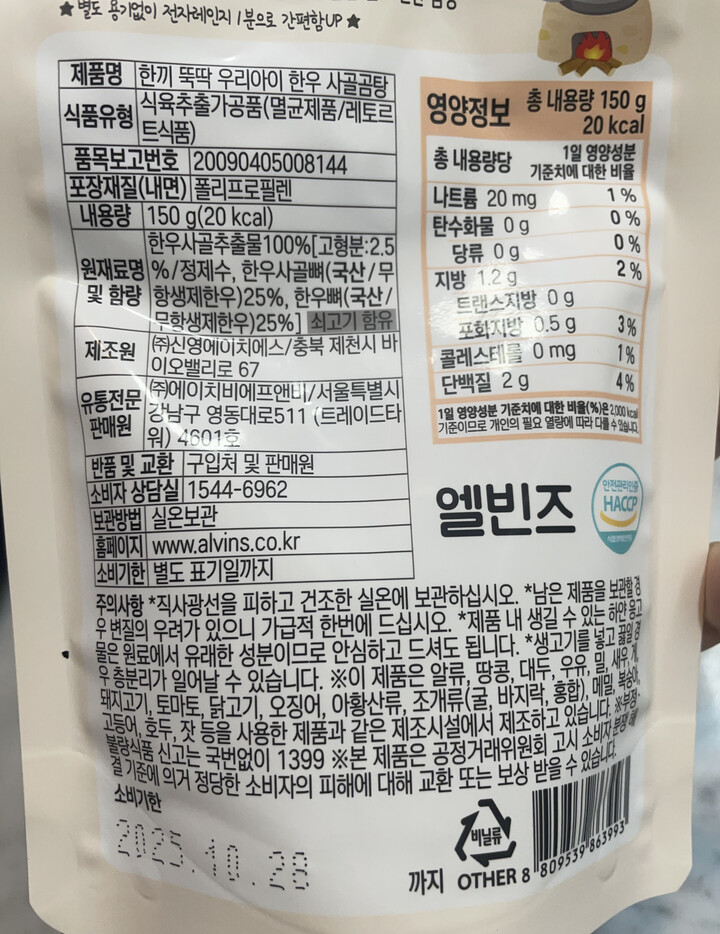 ★별도 용기없이 전자레인지 1분으로 간편함UP★
제품명 한끼 뚝딱 우리아이 한우 사골곰탕
식품유형 식육추출가공품(멸균제품/레토르
트식품)
품목보고번호 20090405008144
포장재질(내면) 폴리프로필렌
내용량 150 g(20 kcal)
원재료명
및 함량
한우사골추출물100%[고형분:2.5
%/정제수, 한우사골뼈(국산/무
항생제한우)25%, 한우뼈(국산/
무항생제한우)25%] 쇠고기 함유
제조원 ㈜신영에이치에스/충북 제천시 바
이오밸리로 67
유통전문
판매원
㈜에이치비에프앤비/서울특별시
강남구 영동대로511 (트레이드타
워) 4601호
반품 및 교환 구입처 및 판매원
소비자 상담실 1544-6962
보관방법 실온보관
홈페이지 www.alvins.co.kr
소비기한 별도 표기일까지
영양정보 총 내용량 150 g
20 kcal
총 내용량당 1일 영양성분
기준치에 대한 비율
나트륨 20 mg 1 %
탄수화물 0 g 0 %
당류 0 g 0 %
지방 1.2 g 2 %
트랜스지방 0 g
포화지방 0.5 g 3 %
콜레스테롤 0 mg 1 %
단백질 2 g 4 %
1일 영양성분 기준치에 대한 비율(%)은 2,000 kcal
기준이므로 개인의 필요 열량에 따라 다를 수 있습니다.
엘빈즈
안전관리인증
HACCP
주의사항 *직사광선을 피하고 건조한 실온에 보관하십시오. *남은 제품을 보관할 경
우 변질의 우려가 있으니 가급적 한번에 드십시오. *제품 내 생길 수 있는 하얀 응고
물은 원료에서 유래한 성분이므로 안심하고 드셔도 됩니다. *생고기를 넣고 끓일 경
우 층분리가 일어날 수 있습니다. ※이 제품은 알류, 땅콩, 대두, 우유, 밀, 새우, 게,
돼지고기, 토마토, 닭고기, 오징어, 아황산류, 조개류(굴, 바지락, 홍합), 메밀, 복숭아,
고등어, 호두, 잣 등을 사용한 제품과 같은 제조시설에서 제조하고 있습니다. ※부정·
불량식품 신고는 국번없이 1399 ※본 제품은 공정거래위원회 고시 소비자 분쟁 해
결 기준에 의거 정당한 소비자의 피해에 대해 교환 또는 보상 받을 수 있습니다.
소비기한
2025.10.28
까지
비닐류
OTHER
8 809539 863993